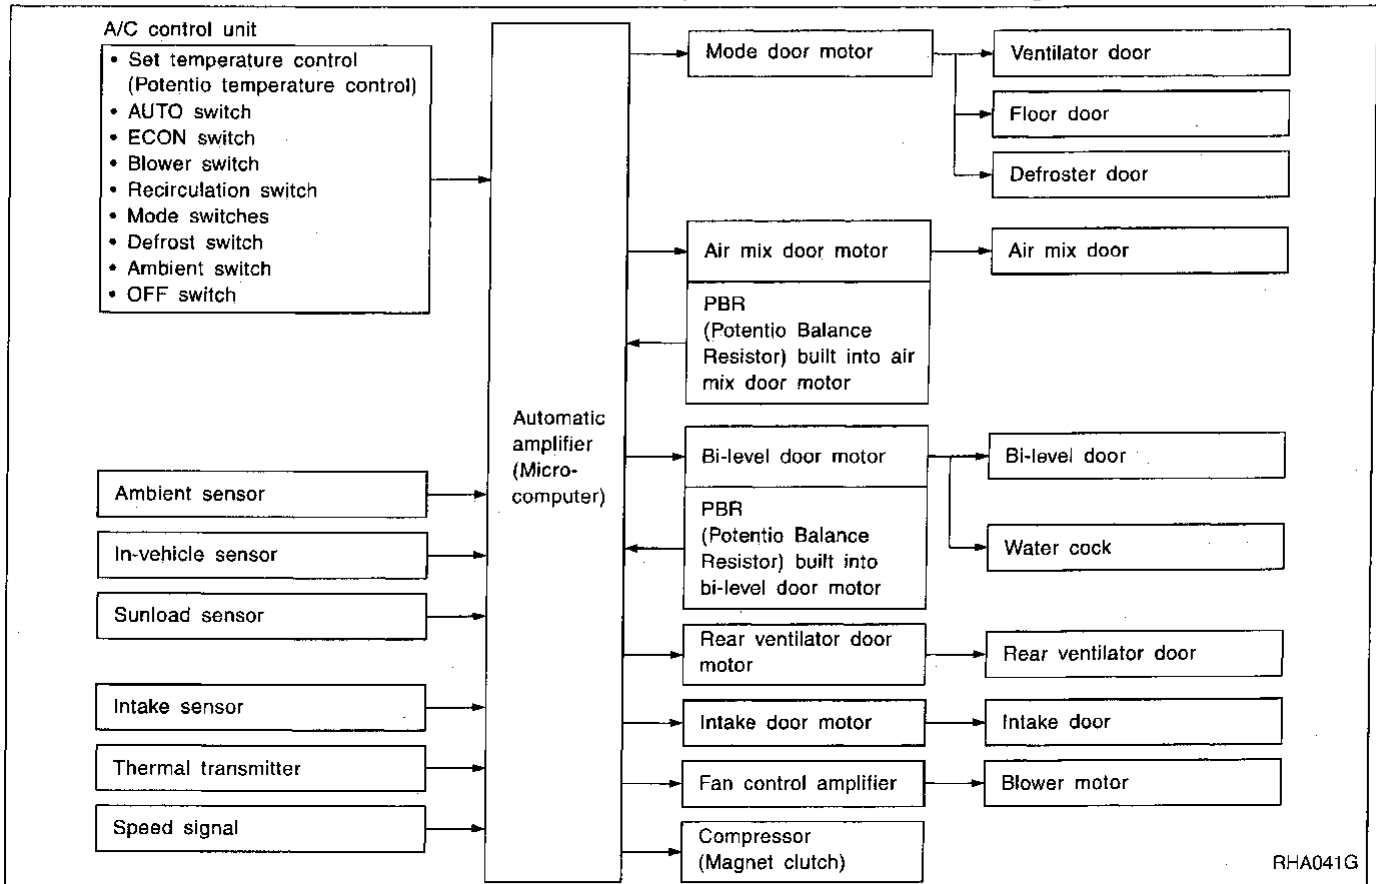 A/C control unit
• Set temperature control
(Potentio temperature control)
• AUTO switch
• ECON switch
• Blower switch
• Recirculation switch
• Mode switches
• Defrost switch
• Ambient switch
• OFF switch
Ambient sensor
In-vehicle sensor
Sunload sensor
Intake sensor
Thermal transmitter
Speed signal
Automatic
amplifier
(Micro-
computer)
Mode door motor
Ventilator door
Floor door
Defroster door
Air mix door motor
Air mix door
PBR
(Potentio Balance
Resistor) built into air
mix door motor
Bi-level door motor
Bi-level door
PBR
(Potentio Balance
Resistor) built into
bi-level door motor
Water cock
Rear ventilator door
motor
Rear ventilator door
Intake door motor
Intake door
Fan control amplifier
Blower motor
Compressor
(Magnet clutch)
RHA041G